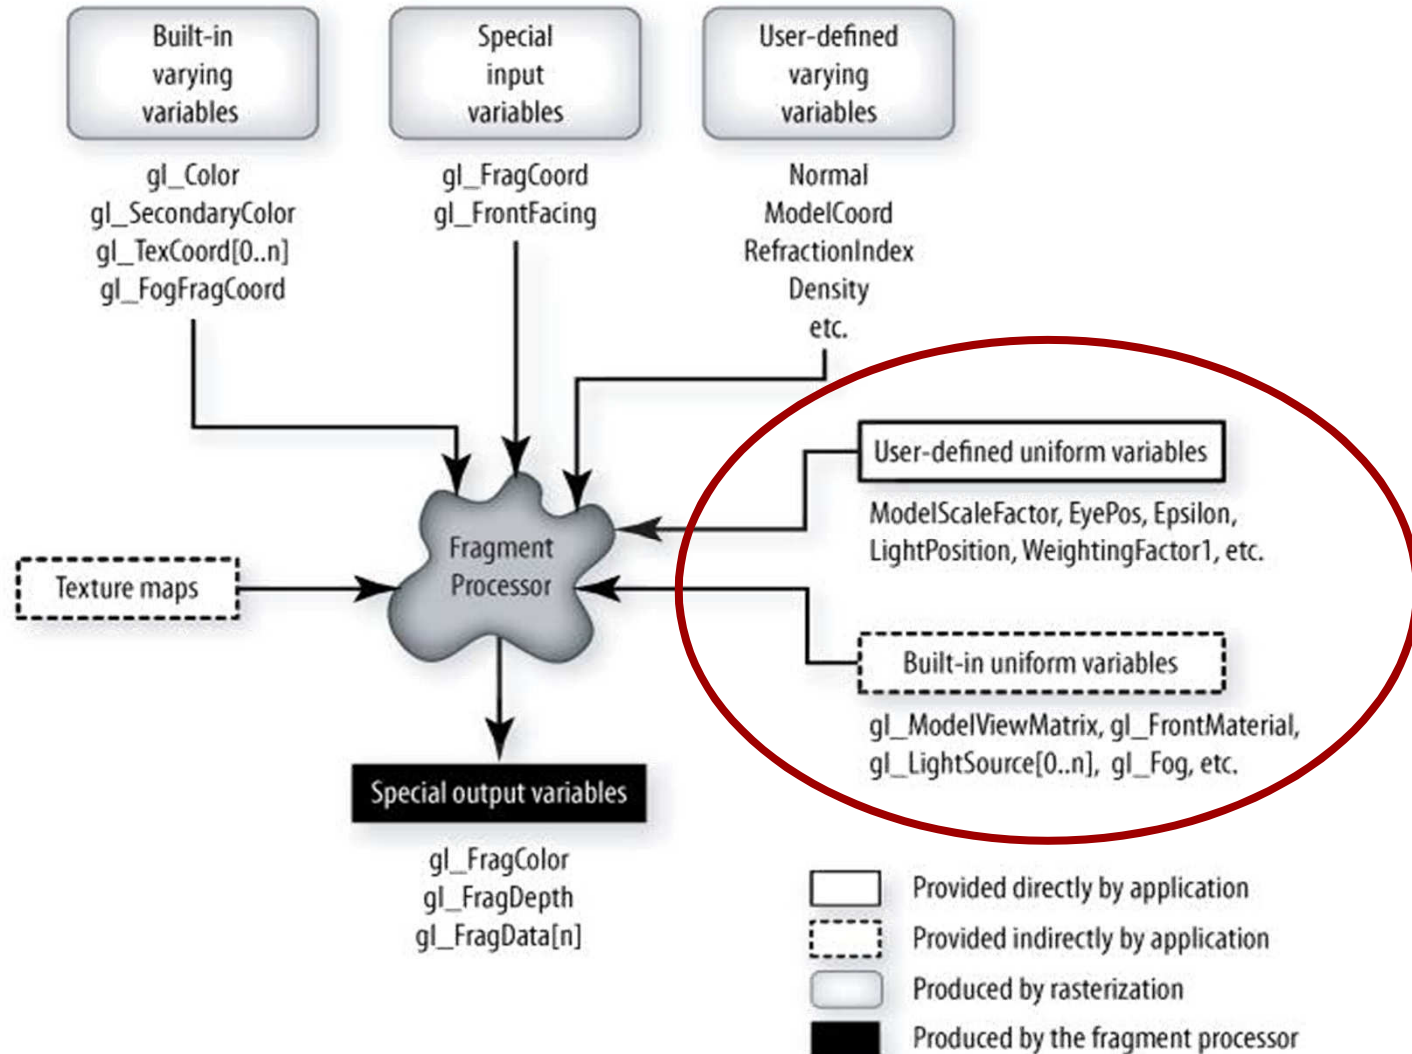 Built-in
varying
variables
Special
input
variables
User-defined
varying
variables
gl_Color
gl_SecondaryColor
gl_TexCoord[0..n]
gl_FogFragCoord
gl_FragCoord
gl_FrontFacing
Normal
ModelCoord
RefractionIndex
Density
etc.
User-defined uniform variables
ModelScaleFactor, EyePos, Epsilon,
LightPosition, WeightingFactor1, etc.
Fragment
Processor
Texture maps
Built-in uniform variables
gl_ModelViewMatrix, gl_FrontMaterial,
gl_LightSource[0..n], gl_Fog, etc.
Special output variables
gl_FragColor
gl_FragDepth
gl_FragData[n]
Provided directly by application
Provided indirectly by application
Produced by rasterization
Produced by the fragment processor